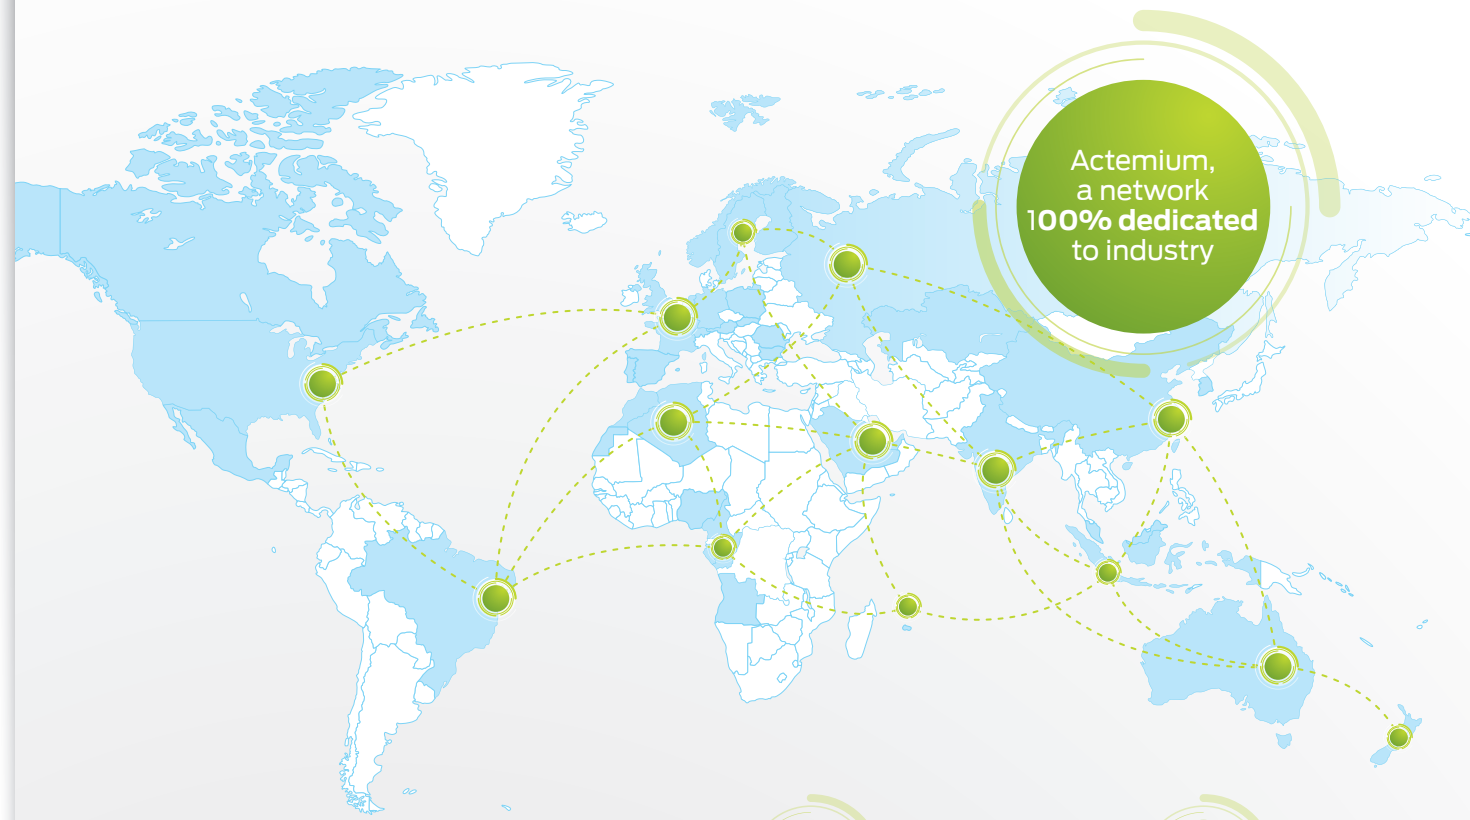 Actemium,
a network
100% dedicated
to industry